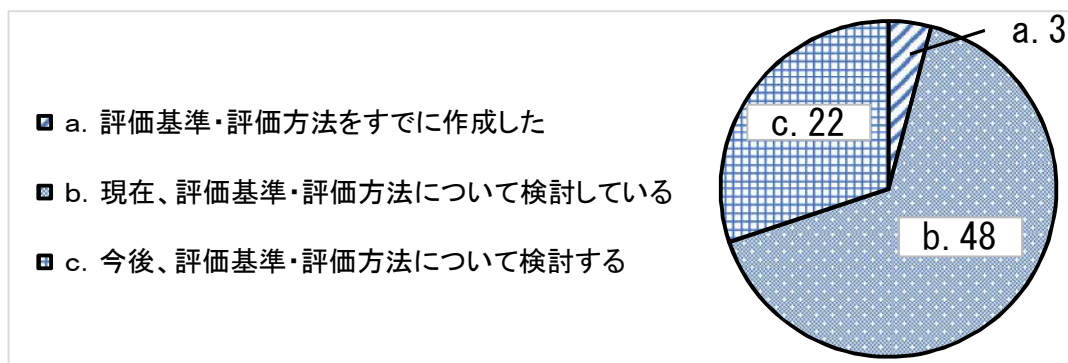 a. 評価基準・評価方法をすでに作成した
b. 現在、評価基準・評価方法について検討している
c. 今後、評価基準・評価方法について検討する
a. 3
c. 22
b. 48